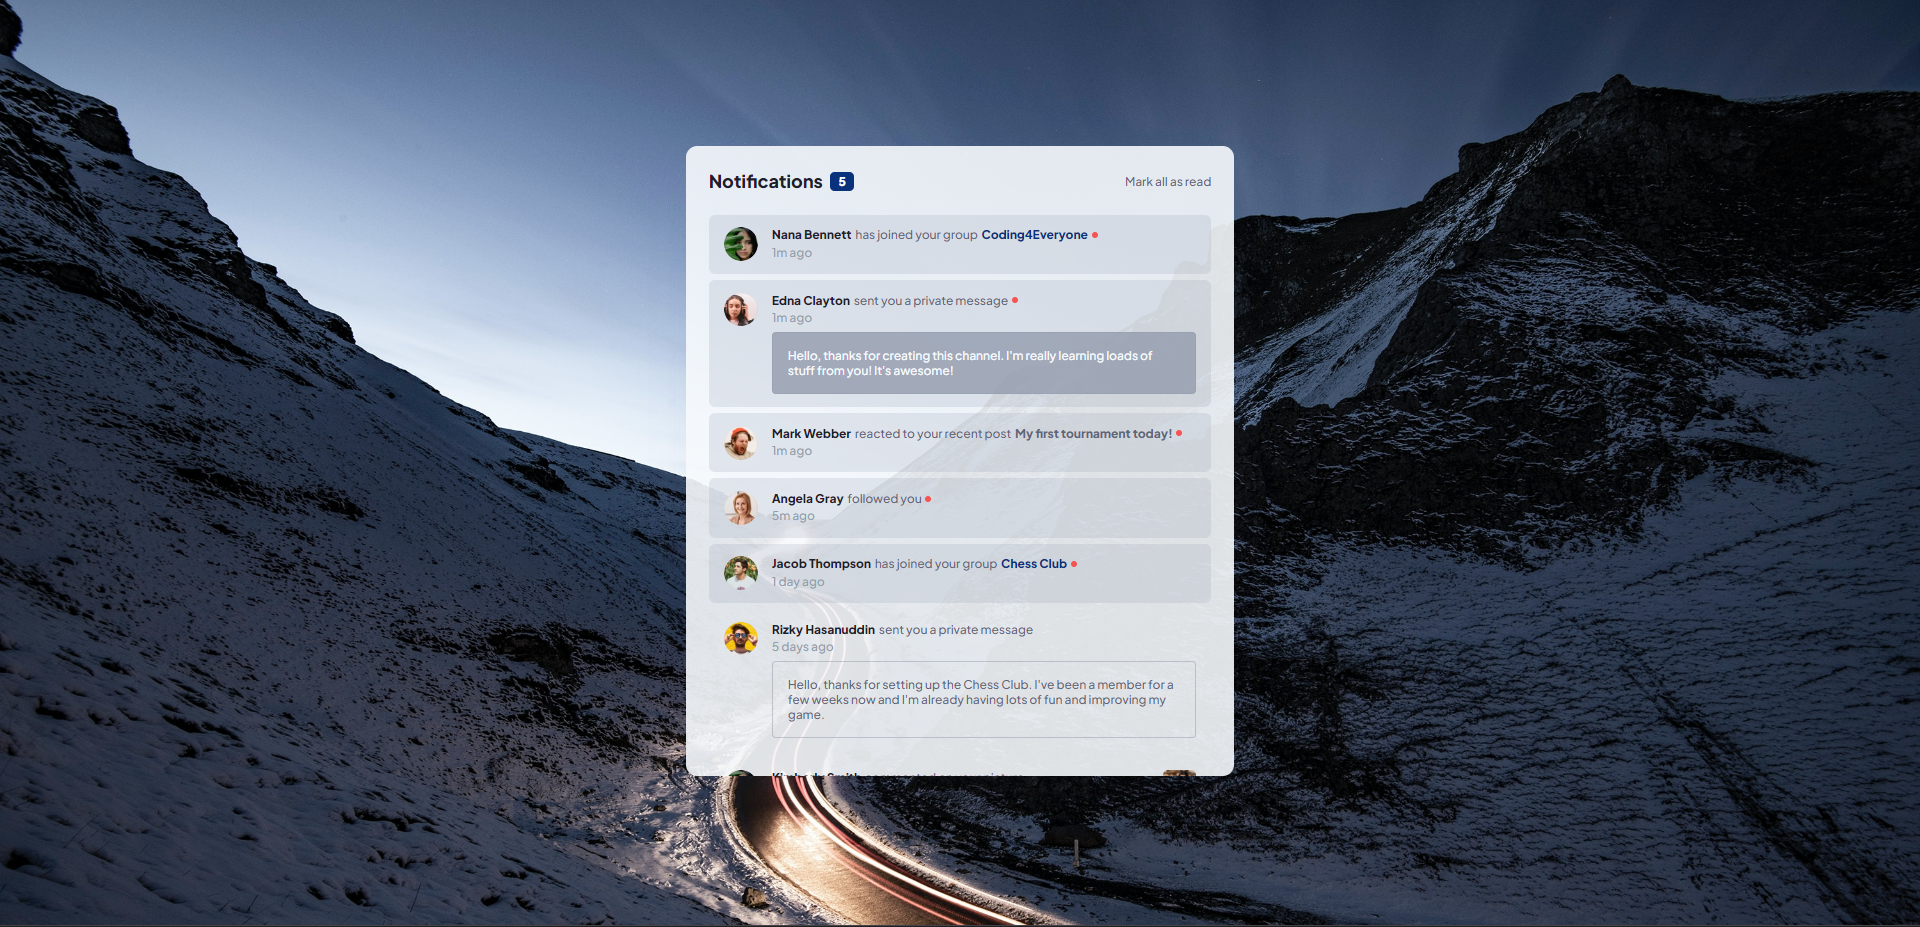 Notifications 5
Mark all as read
Nana Bennett has joined your group Coding4Everyone
1m ago
Edna Clayton sent you a private message
1m ago
Hello, thanks for creating this channel. I'm really learning loads of
stuff from you! It's awesome!
Mark Webber reacted to your recent post My first tournament today!
1m ago
Angela Gray followed you
5m ago
Jacob Thompson has joined your group Chess Club
1 day ago
Rizky Hasanuddin sent you a private message
5 days ago
Hello, thanks for setting up the Chess Club. I've been a member for a
few weeks now and I'm already having lots of fun and improving my
game.